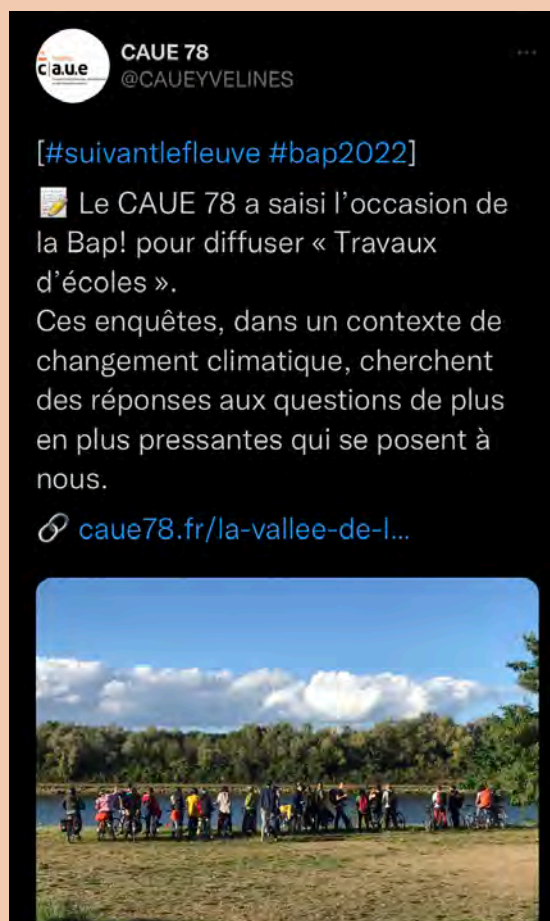 c|a.u.e
CAUE 78
@CAUEYVELINES
[#suivantlefleuve #bap2022]
📝 Le CAUE 78 a saisi l’occasion de
la Bap! pour diffuser « Travaux
d’écoles ».
Ces enquêtes, dans un contexte de
changement climatique, cherchent
des réponses aux questions de plus
en plus pressantes qui se posent à
nous.
🔗 caue78.fr/la-vallee-de-l...